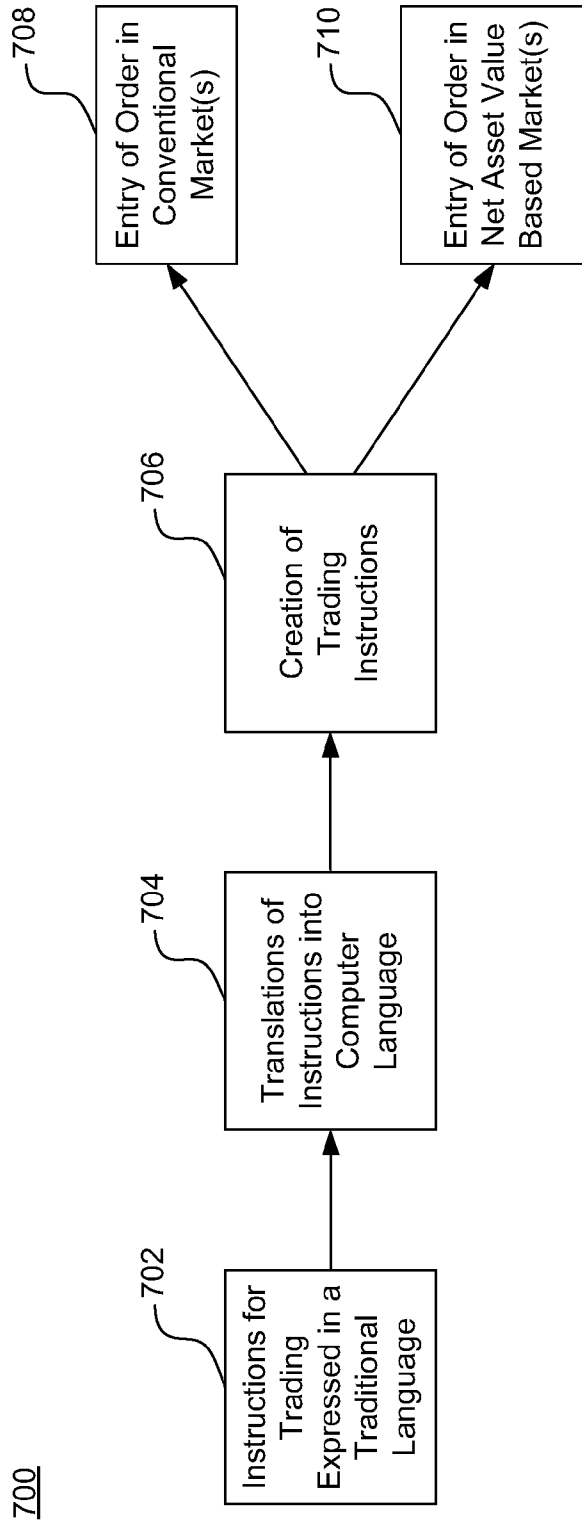 700
702
Instructions for
Trading
Expressed in a
Traditional
Language
704
Translations of
Instructions into
Computer
Language
706
Creation of
Trading
Instructions
708
Entry of Order in
Conventional
Market(s)
710
Entry of Order in
Net Asset Value
Based Market(s)